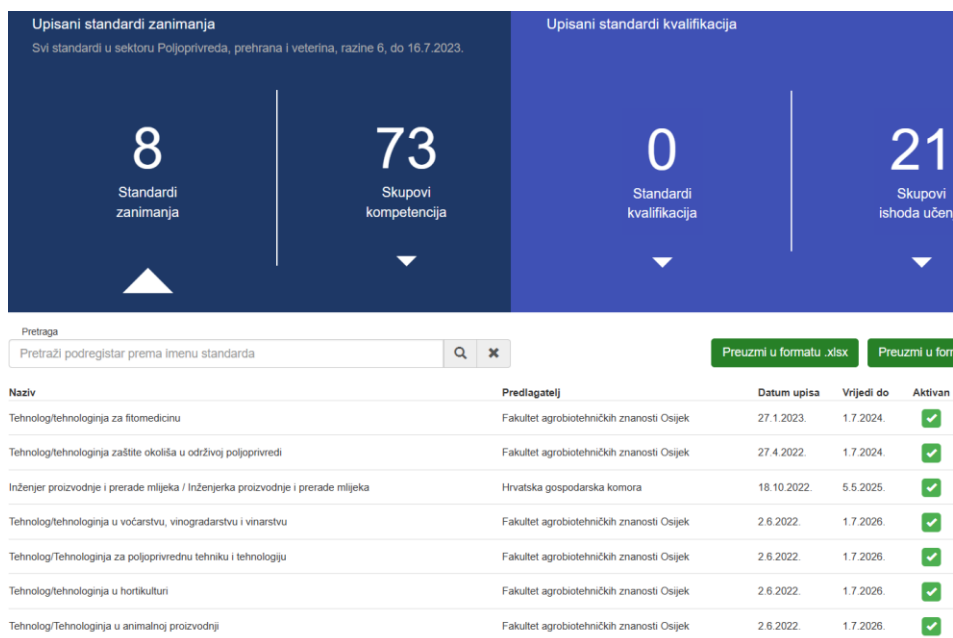 Upisani standardi zanimanja
Svi standardi u sektoru Poljoprivreda, prehrana i veterina, razine 6, do 16.7.2023.
8
Standardi
zanimanja
73
Skupovi
kompetencija
Upisani standardi kvalifikacija
0
Standardi
kvalifikacija
21
Skupovi
ishoda učen
Pretraga
Pretraži podregistar prema imenu standarda
Preuzmi u formatu .xlsx
Preuzmi u forr
Naziv Predlagatelj Datum upisa Vrijedi do Aktivan
Tehnolog/tehnologinja za fitomedicinu Fakultet agrobiotehničkih znanosti Osijek 27.1.2023. 1.7.2024.
Tehnolog/tehnologinja zaštite okoliša u održivoj poljoprivredi Fakultet agrobiotehničkih znanosti Osijek 27.4.2022. 1.7.2024.
Inženjer proizvodnje i prerade mlijeka / Inženjerka proizvodnje i prerade mlijeka Hrvatska gospodarska komora 18.10.2022. 5.5.2025.
Tehnolog/tehnologinja u voćarstvu, vinogradarstvu i vinarstvu Fakultet agrobiotehničkih znanosti Osijek 2.6.2022. 1.7.2026.
Tehnolog/Tehnologinja za poljoprivrednu tehniku i tehnologiju Fakultet agrobiotehničkih znanosti Osijek 2.6.2022. 1.7.2026.
Tehnolog/tehnologinja u hortikulturi Fakultet agrobiotehničkih znanosti Osijek 2.6.2022. 1.7.2026.
Tehnolog/Tehnologinja u animalnoj proizvodnji Fakultet agrobiotehničkih znanosti Osijek 2.6.2022. 1.7.2026.